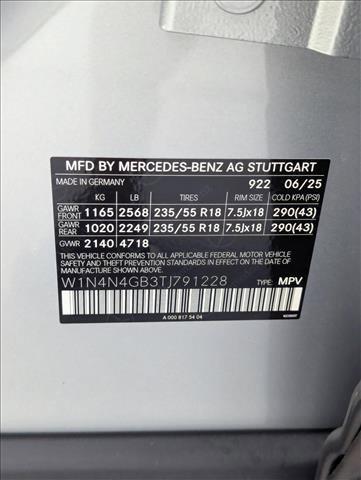 MFD BY MERCEDES-BENZ AG STUTTGART
MADE IN GERMANY 922 06/25
KG LB TIRES RIM SIZE COLD KPA(PSI)
GAWR FRONT 1165 2568 235/55 R18 7.5Jx18 290(43)
GAWR REAR 1020 2249 235/55 R18 7.5Jx18 290(43)
GVWR 2140 4718
THIS VEHICLE CONFORMS TO ALL APPLICABLE
FEDERAL MOTOR VEHICLE SAFETY, BUMPER,
AND THEFT PREVENTION STANDARDS IN EFFECT
ON THE DATE OF MANUFACTURE SHOWN ABOVE.
W1N4N4GB3TJ791228 TYPE: MPV
A 000 817 54 04